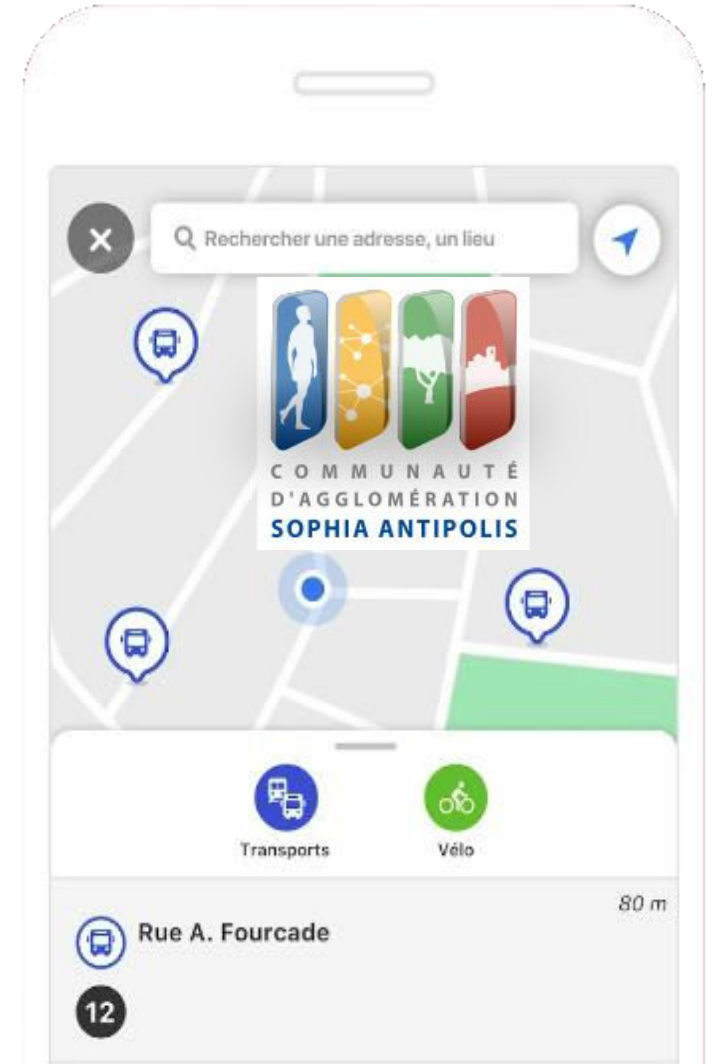 Rechercher une adresse, un lieu
COMMUNAUTÉ
D'AGGLOMÉRATION
SOPHIA ANTIPOLIS
Transports
Vélo
80 m
Rue A. Fourcade
12